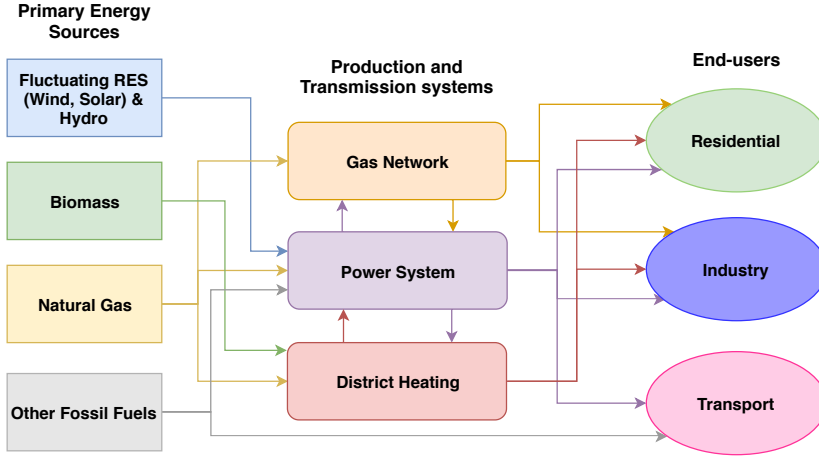 Primary Energy
Sources
Fluctuating RES
(Wind, Solar) &
Hydro
Biomass
Natural Gas
Other Fossil Fuels
Production and
Transmission systems
Gas Network
Power System
District Heating
End-users
Residential
Industry
Transport